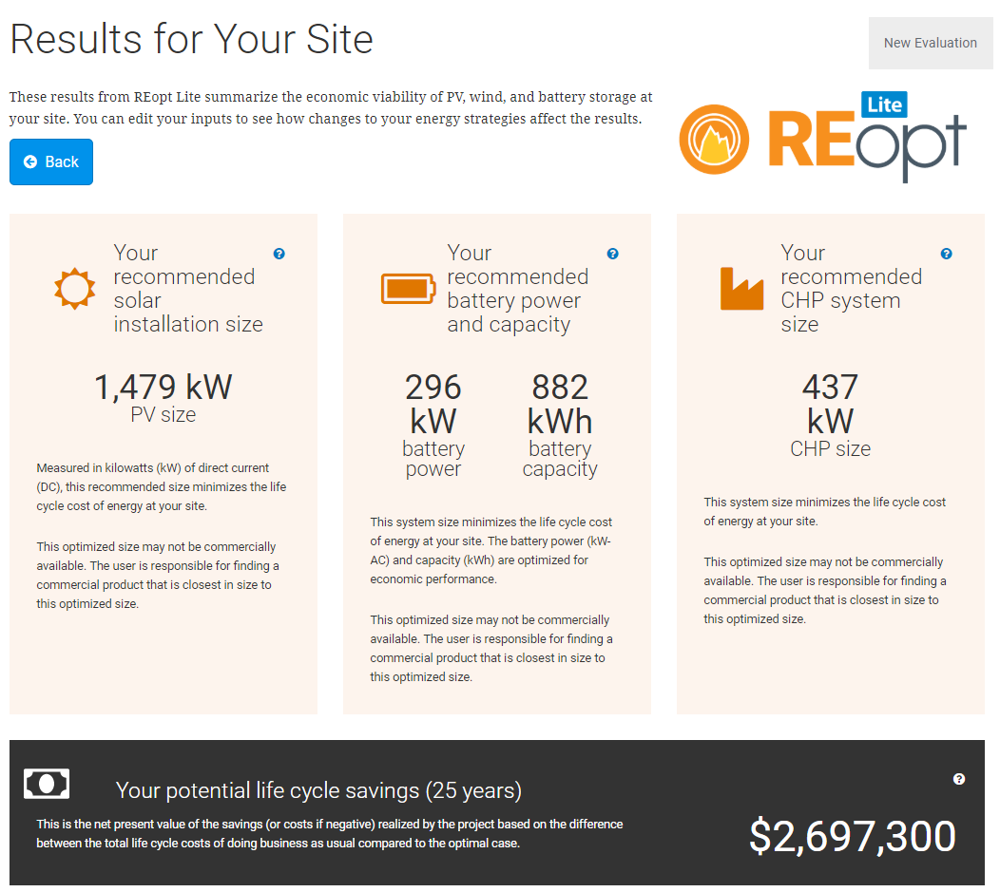 Results for Your Site
New Evaluation
These results from REopt Lite summarize the economic viability of PV, wind, and battery storage at
your site. You can edit your inputs to see how changes to your energy strategies affect the results.
Back
Lite
REopt
Your
recommended
solar
installation size
1,479 kW
PV size
Measured in kilowatts (kW) of direct current
(DC), this recommended size minimizes the life
cycle cost of energy at your site.
This optimized size may not be commercially
available. The user is responsible for finding a
commercial product that is closest in size to
this optimized size.
Your
recommended
battery power
and capacity
296
kW
battery
power
882
kWh
battery
capacity
This system size minimizes the life cycle cost
of energy at your site. The battery power (kW-
AC) and capacity (kWh) are optimized for
economic performance.
This optimized size may not be commercially
available. The user is responsible for finding a
commercial product that is closest in size to
this optimized size.
Your
recommended
CHP system
size
437
kW
CHP size
This system size minimizes the life cycle cost
of energy at your site.
This optimized size may not be commercially
available. The user is responsible for finding a
commercial product that is closest in size to
this optimized size.
Your potential life cycle savings (25 years)
This is the net present value of the savings (or costs if negative) realized by the project based on the difference
between the total life cycle costs of doing business as usual compared to the optimal case.
$2,697,300